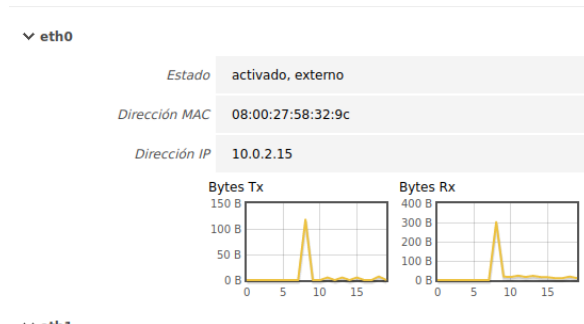 eth0
Estado activado, externo
Dirección MAC 08:00:27:58:32:9c
Dirección IP 10.0.2.15
Bytes Tx Bytes Rx
150 B
100 B
50 B
0 B
0 5 10 15
400 B
300 B
200 B
100 B
0 B
0 5 10 15
eth1